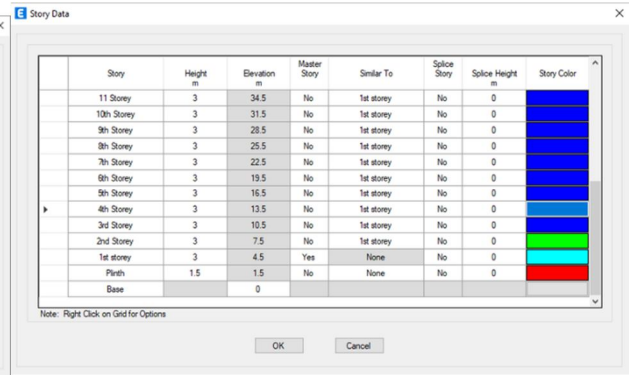 E Story Data
Story Height m Elevation m Master Story Similar To Splice Story Splice Height m Story Color
11 Storey 3 34.5 No 1st storey No 0
10th Storey 3 31.5 No 1st storey No 0
9th Storey 3 28.5 No 1st storey No 0
8th Storey 3 25.5 No 1st storey No 0
7th Storey 3 22.5 No 1st storey No 0
6th Storey 3 19.5 No 1st storey No 0
5th Storey 3 16.5 No 1st storey No 0
4th Storey 3 13.5 No 1st storey No 0
3rd Storey 3 10.5 No 1st storey No 0
2nd Storey 3 7.5 No 1st storey No 0
1st storey 3 4.5 Yes None No 0
Plinth 1.5 1.5 No None No 0
Base 0
Note: Right Click on Grid for Options
OK Cancel